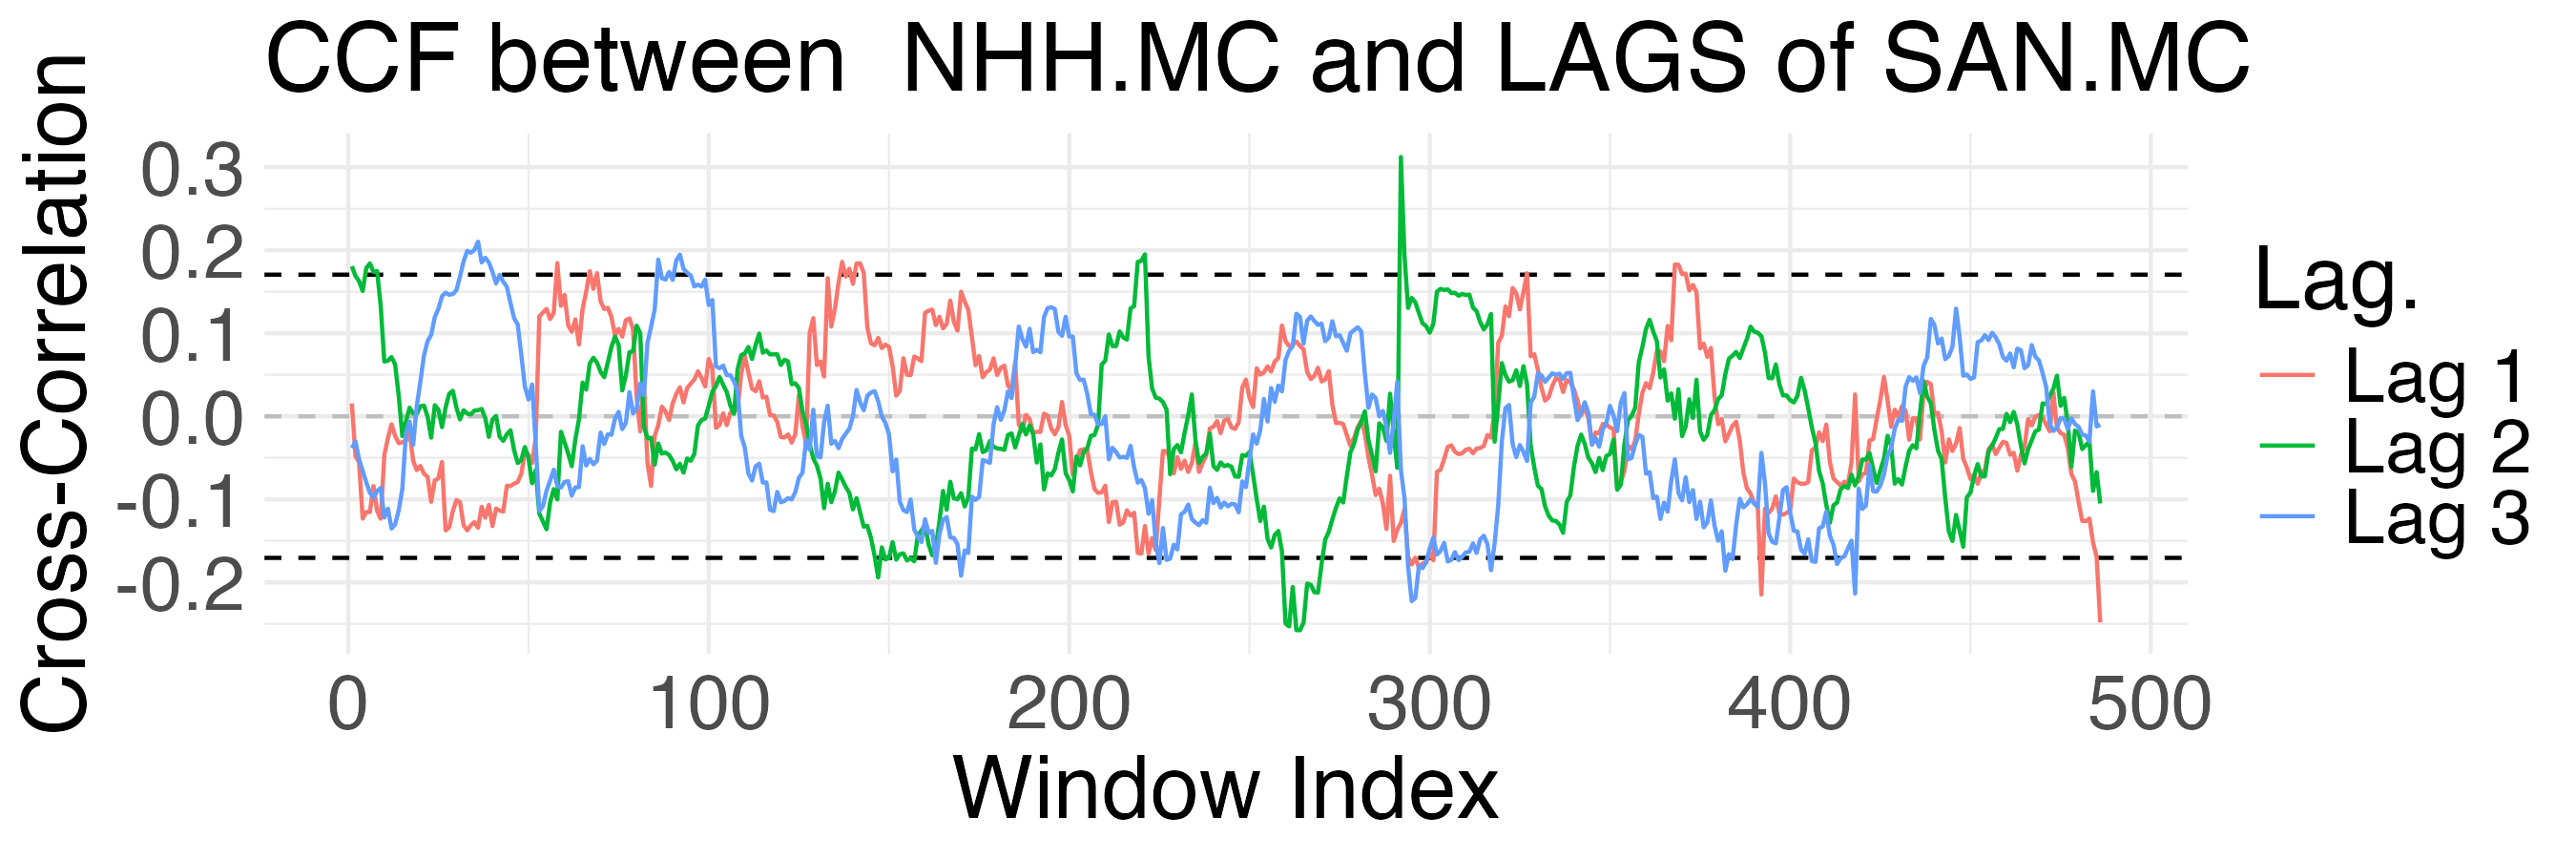 CCF between  NHH.MC and LAGS of SAN.MC
Cross-Correlation
0.3
0.2
0.1
0.0
-0.1
-0.2
0 100 200 300 400 500
Window Index
Lag.
Lag 1
Lag 2
Lag 3